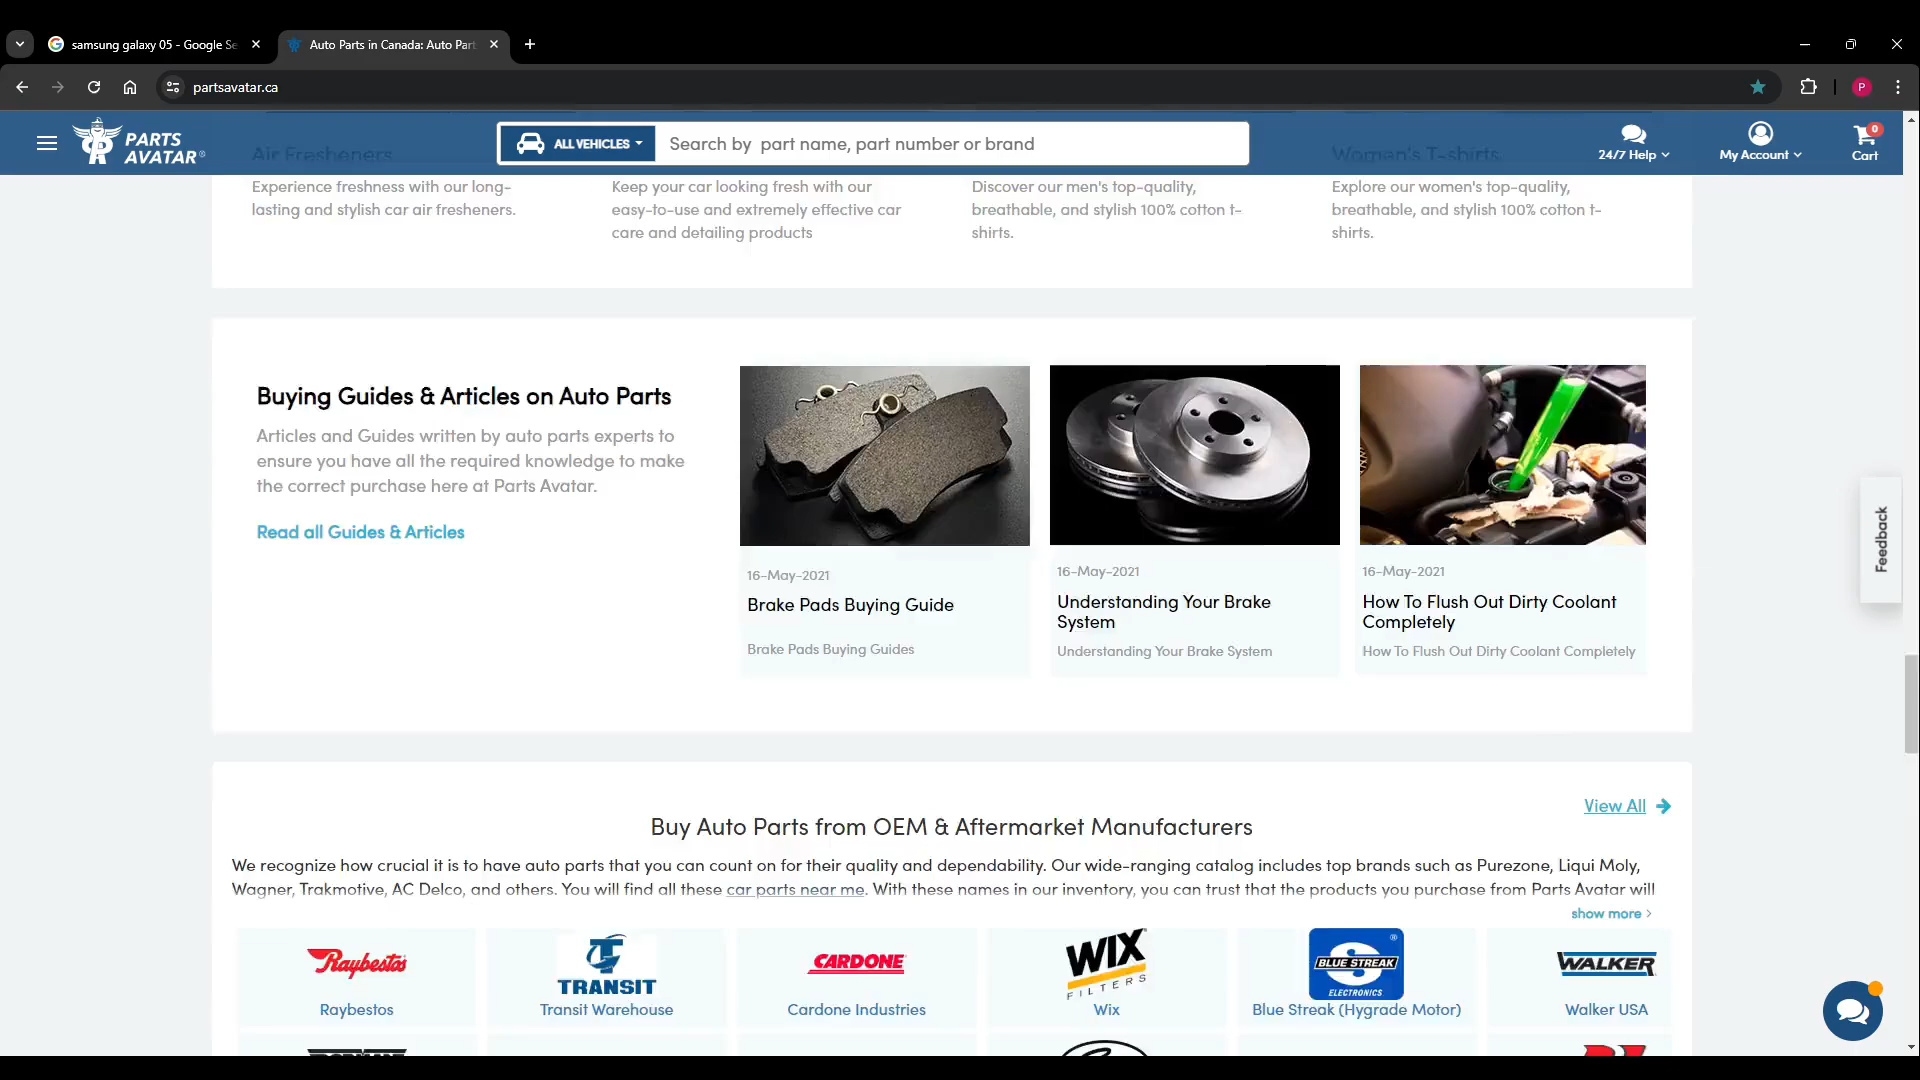 samsung galaxy 05 - Google Se
Auto Parts in Canada: Auto Part
partsavatar.ca
P
PARTS
AVATAR
ALL VEHICLES
Search by part name, part number or brand
24/7 Help
My Account
0
Cart
Air Fresheners
Woman's T-shirts
Experience freshness with our long-
lasting and stylish car air fresheners.
Keep your car looking fresh with our
easy-to-use and extremely effective car
care and detailing products
Discover our men's top-quality,
breathable, and stylish 100% cotton t-
shirts.
Explore our women's top-quality,
breathable, and stylish 100% cotton t-
shirts.
Buying Guides & Articles on Auto Parts
Articles and Guides written by auto parts experts to
ensure you have all the required knowledge to make
the correct purchase here at Parts Avatar.
Read all Guides & Articles
16-May-2021
Brake Pads Buying Guide
Brake Pads Buying Guides
16-May-2021
Understanding Your Brake
System
Understanding Your Brake System
16-May-2021
How To Flush Out Dirty Coolant
Completely
How To Flush Out Dirty Coolant Completely
Feedback
View All
Buy Auto Parts from OEM & Aftermarket Manufacturers
We recognize how crucial it is to have auto parts that you can count on for their quality and dependability. Our wide-ranging catalog includes top brands such as Purezone, Liqui Moly,
Wagner, Trakmotive, AC Delco, and others. You will find all these car parts near me. With these names in our inventory, you can trust that the products you purchase from Parts Avatar will
show more
Raybestos
Raybestos
TRANSIT
Transit Warehouse
CARDONE
Cardone Industries
WIX
FILTERS
Wix
BLUE STREAK
ELECTRONICS
Blue Streak (Hygrade Motor)
WALKER
Walker USA